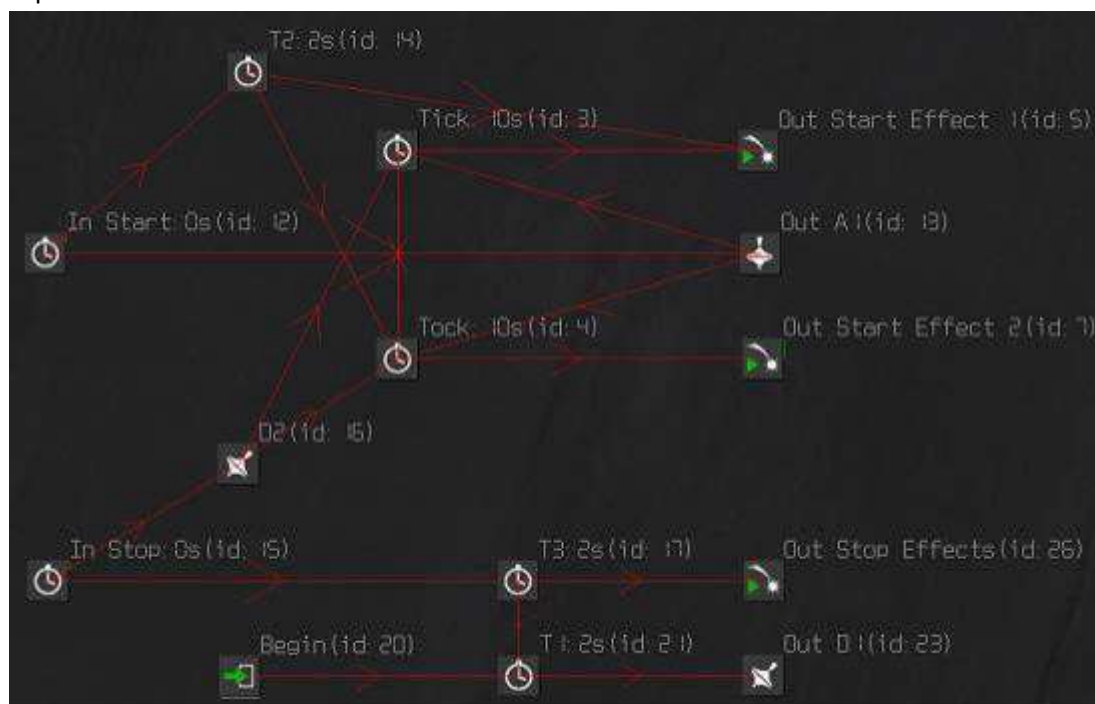 T2: 2s(id: 14)
Tick: 10s(id: 3)
Out Start Effect 1(id: 5)
In Start: 0s(id: 12)
Out A1(id: 13)
Tock: 10s(id: 4)
Out Start Effect 2(id: 7)
D2(id: 16)
In Stop: 0s(id: 15)
T3: 2s(id: 17)
Out Stop Effects(id: 26)
Begin(id: 20)
T1: 2s(id: 21)
Out D1(id: 23)